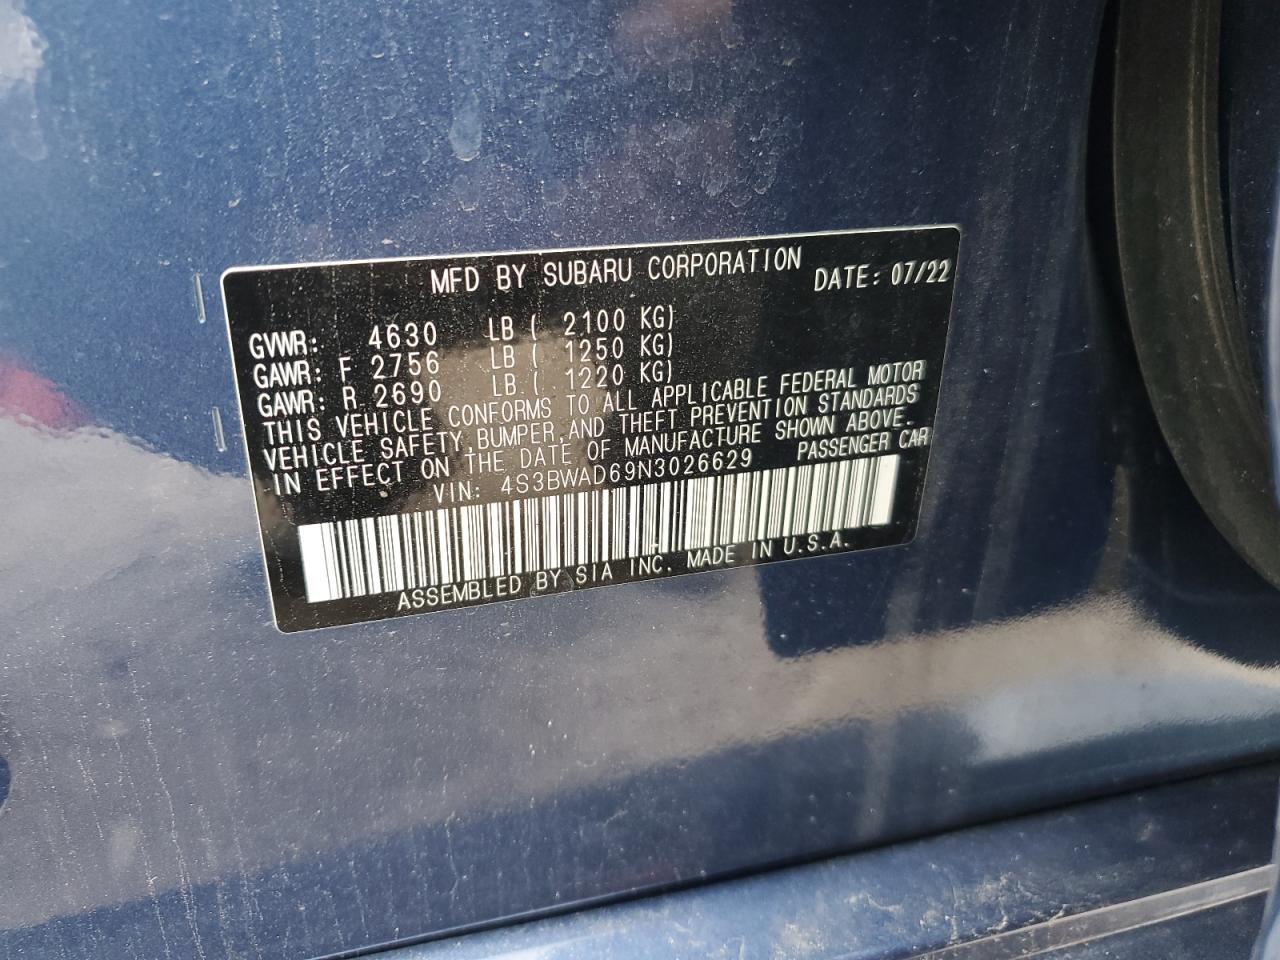 MFD BY SUBARU CORPORATION DATE: 07/22
GVWR: 4630 LB ( 2100 KG)
GAWR: F 2756 LB ( 1250 KG)
GAWR: R 2690 LB ( 1220 KG)
THIS VEHICLE CONFORMS TO ALL APPLICABLE FEDERAL MOTOR
VEHICLE SAFETY,BUMPER,AND THEFT PREVENTION STANDARDS
IN EFFECT ON THE DATE OF MANUFACTURE SHOWN ABOVE.
VIN: 4S3BWAD69N3026629 PASSENGER CAR
ASSEMBLED BY SIA INC. MADE IN U.S.A.